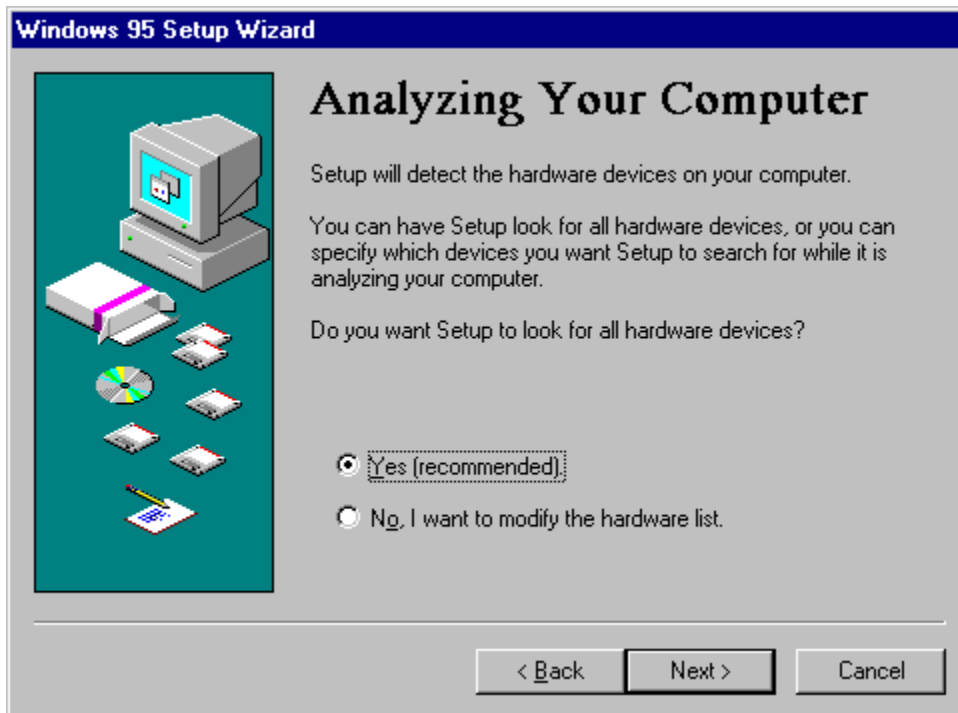 Windows 95 Setup Wizard
Analyzing Your Computer
Setup will detect the hardware devices on your computer.
You can have Setup look for all hardware devices, or you can
specify which devices you want Setup to search for while it is
analyzing your computer.
Do you want Setup to look for all hardware devices?
Yes (recommended).
No, I want to modify the hardware list.
< Back
Next >
Cancel